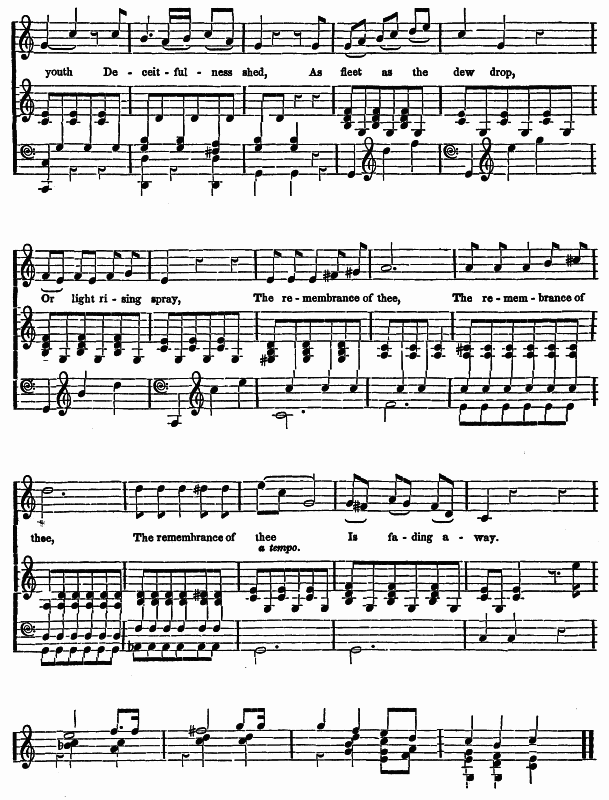 youth De - ceit - ful - ness shed, As fleet as the dew drop,
Or light ri - sing spray, The re - membrance of thee, The re - mem - brance of
thee, The remembrance of thee Is fa - ding a - way.
a tempo.